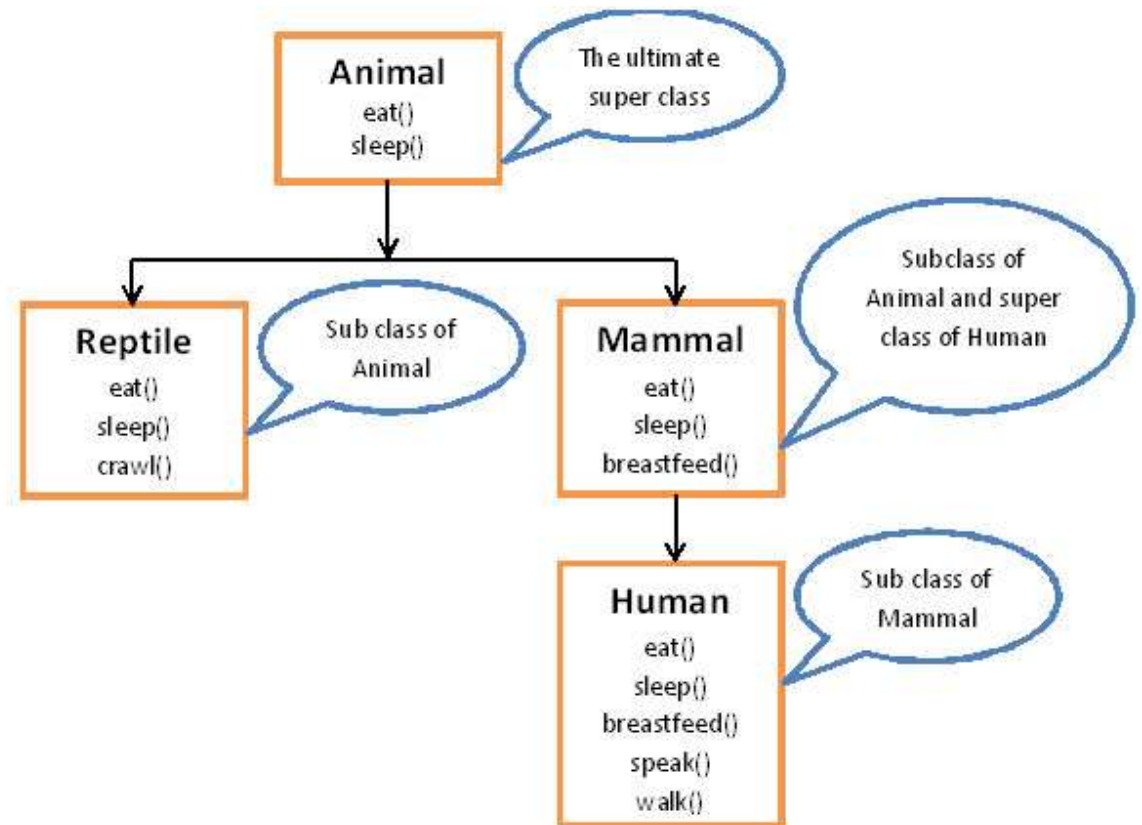 Animal
eat()
sleep()
The ultimate
super class
Reptile
eat()
sleep()
crawl()
Sub class of
Animal
Mammal
eat()
sleep()
breastfeed()
Subclass of
Animal and super
class of Human
Human
eat()
sleep()
breastfeed()
speak()
walk()
Sub class of
Mammal